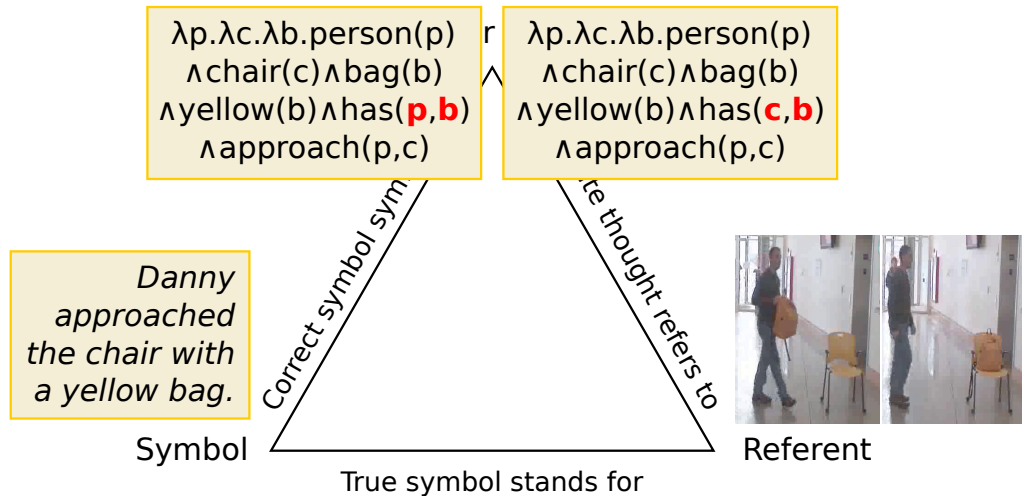 λp.λc.λb.person(p)
∧chair(c)∧bag(b)
∧yellow(b)∧has(p,b)
∧approach(p,c)
r
λp.λc.λb.person(p)
∧chair(c)∧bag(b)
∧yellow(b)∧has(c,b)
∧approach(p,c)
Correct symbol sym
te thought refers to
Danny
approached
the chair with
a yellow bag.
Symbol
Referent
True symbol stands for